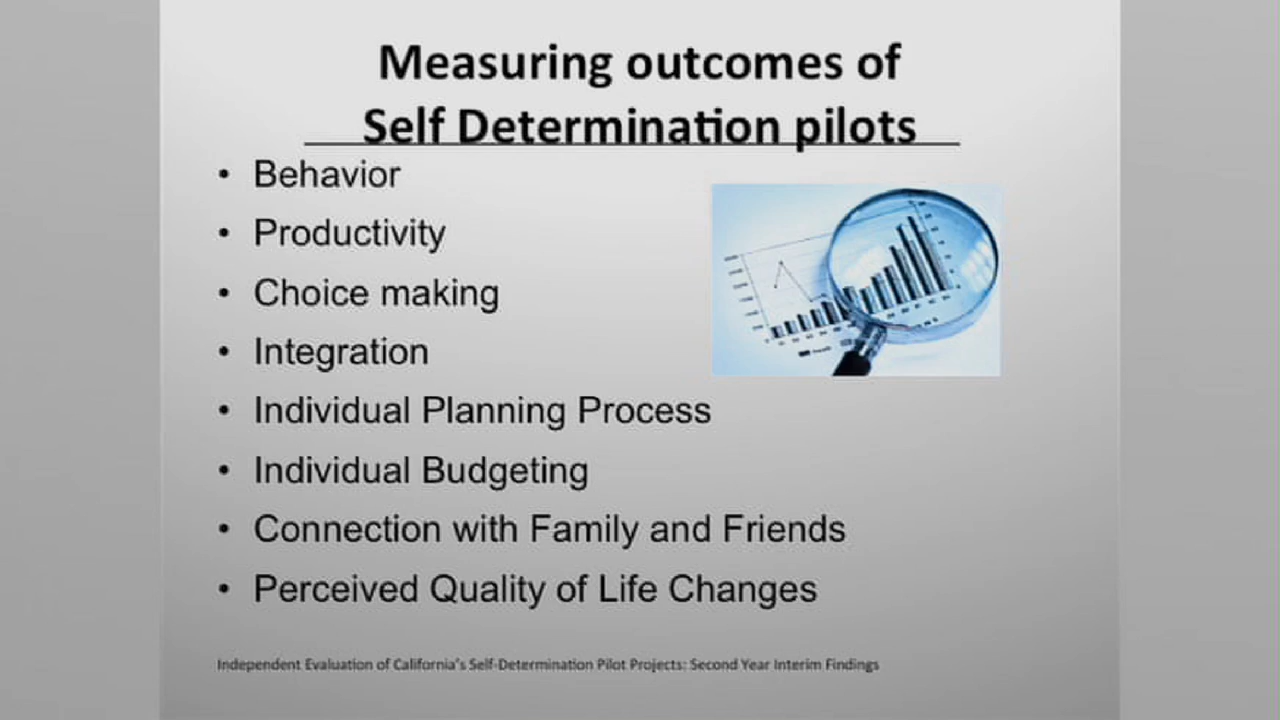 Measuring outcomes of
Self Determination pilots
• Behavior
• Productivity
• Choice making
• Integration
• Individual Planning Process
• Individual Budgeting
• Connection with Family and Friends
• Perceived Quality of Life Changes
Independent Evaluation of California's Self-Determination Pilot Projects: Second Year Interim Findings